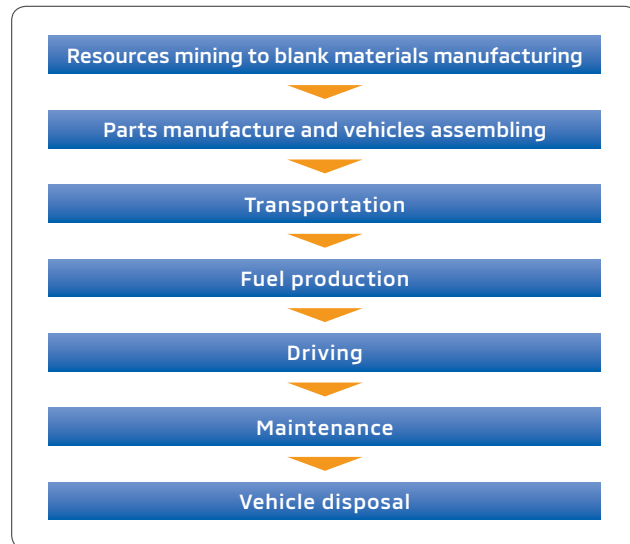 Resources mining to blank materials manufacturing
Parts manufacture and vehicles assembling
Transportation
Fuel production
Driving
Maintenance
Vehicle disposal